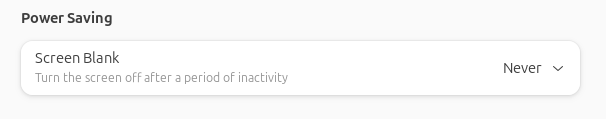 Power Saving
Screen Blank
Turn the screen off after a period of inactivity
Never